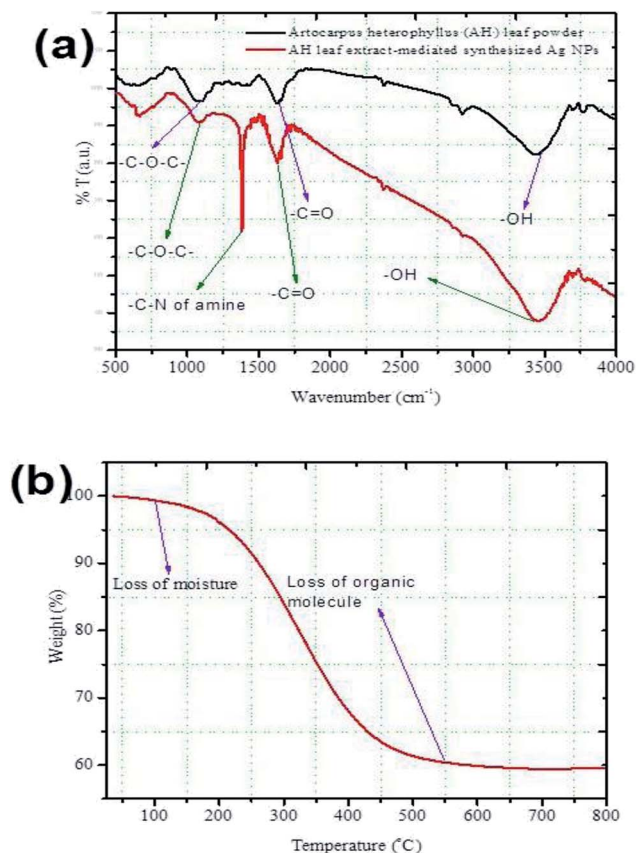 (a)
Artocarpus heterophyllus (AH) leaf powder
AH leaf extract-mediated synthesized Ag NPs
% T (a.u.)
-C-O-C-
-C=O
-OH
-C-O-C-
-C-N of amine
-C=O
-OH
500 1000 1500 2000 2500 3000 3500 4000
Wavenumber (cm-1)
(b)
100
90
80
70
60
Weight (%)
Loss of moisture
Loss of organic
molecule
100 200 300 400 500 600 700 800
Temperature (°C)